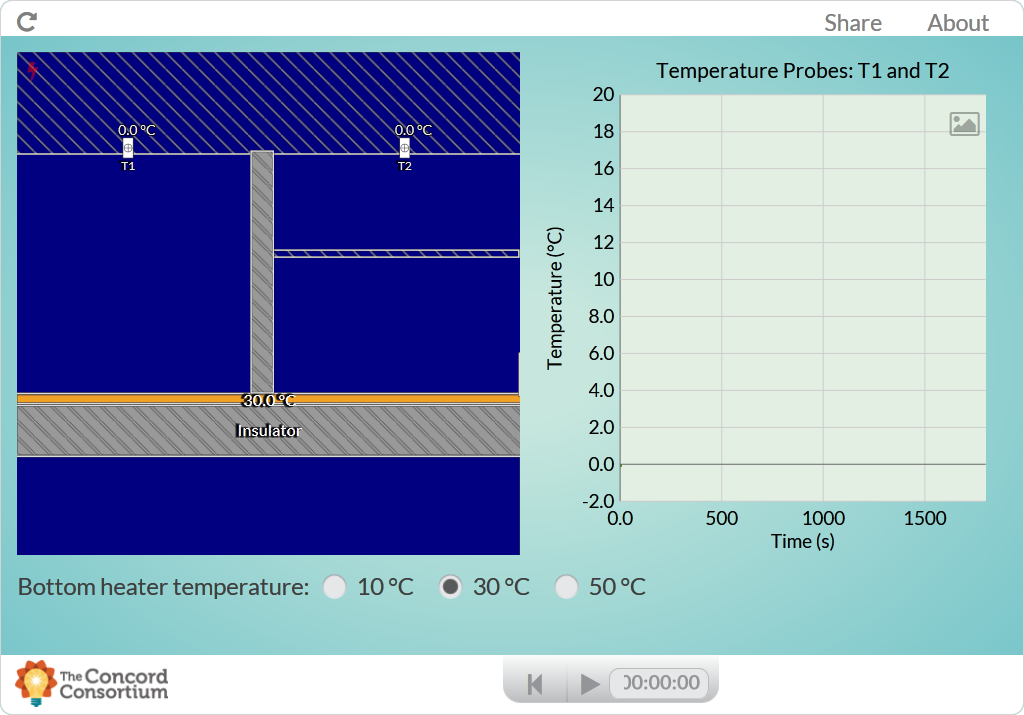 Share About
0.0 °C 0.0 °C
T1 T2
30.0 °C
Insulator
Temperature Probes: T1 and T2
20
18
16
14
12
10
8.0
6.0
4.0
2.0
0.0
-2.0
Temperature (°C)
0.0 500 1000 1500
Time (s)
Bottom heater temperature: 10 °C 30 °C 50 °C
The Concord
Consortium
00:00:00